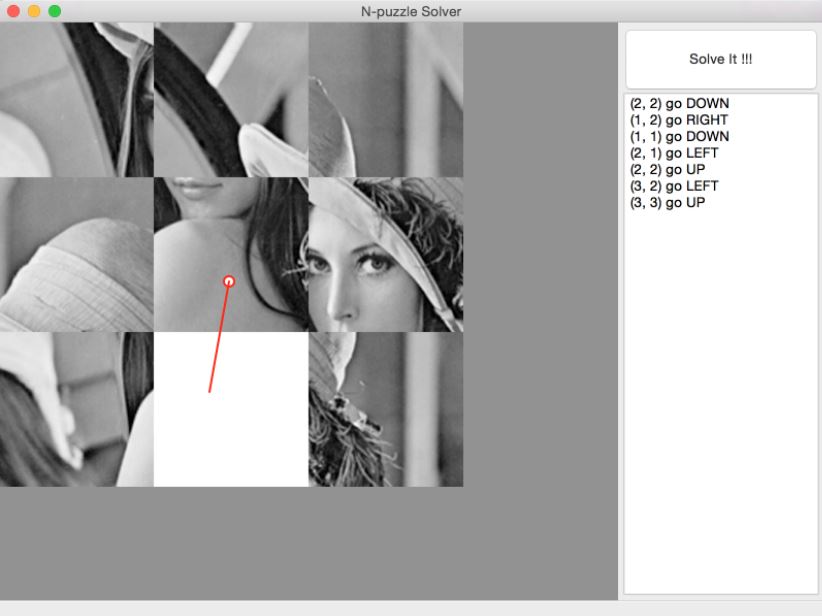 N-puzzle Solver
Solve It !!!
(2, 2) go DOWN
(1, 2) go RIGHT
(1, 1) go DOWN
(2, 1) go LEFT
(2, 2) go UP
(3, 2) go LEFT
(3, 3) go UP